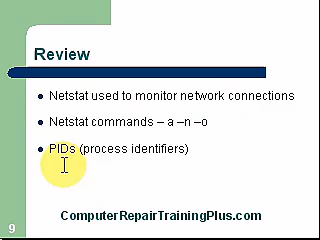 Review
Netstat used to monitor network connections
Netstat commands – a –n –o
PIDs (process identifiers)
ComputerRepairTrainingPlus.com
9